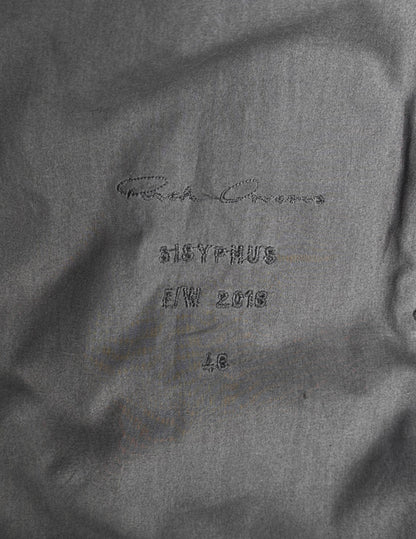 Rick Owens
SISYPHUS
F/W 2018
48